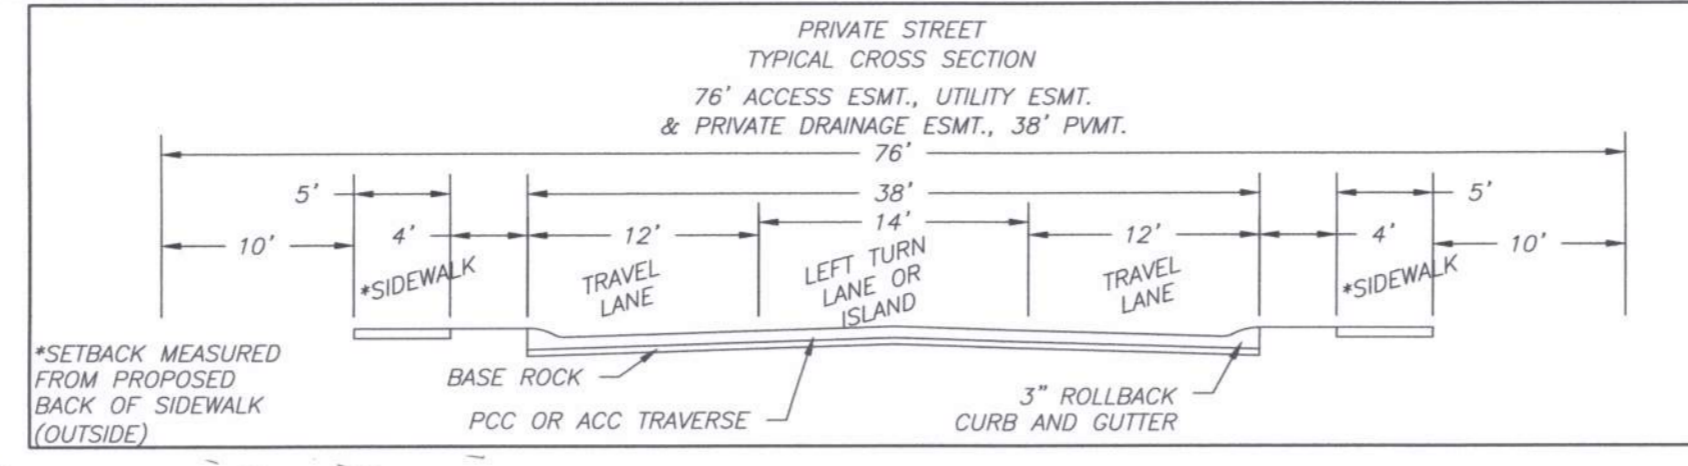 PRIVATE STREET
TYPICAL CROSS SECTION
76' ACCESS ESMT., UTILITY ESMT.
& PRIVATE DRAINAGE ESMT., 38' PVMT.
76'
5'
38'
5'
14'
10'
4'
12'
12'
4'
10'
*SIDEWALK
TRAVEL
LANE
LEFT TURN
LANE OR
ISLAND
TRAVEL
LANE
*SIDEWALK
*SETBACK MEASURED
FROM PROPOSED
BACK OF SIDEWALK
(OUTSIDE)
BASE ROCK
PCC OR ACC TRAVERSE
3" ROLLBACK
CURB AND GUTTER